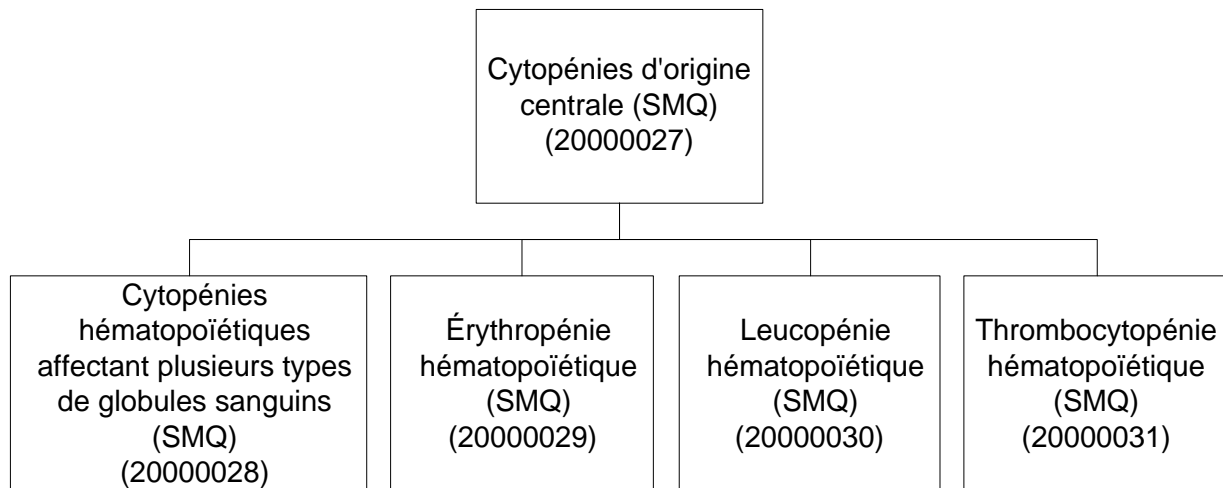 Cytopénies d'origine
centrale (SMQ)
(20000027)
Cytopénies
hématopoïétiques
affectant plusieurs types
de globules sanguins
(SMQ)
(20000028)
Érythropénie
hématopoïétique
(SMQ)
(20000029)
Leucopénie
hématopoïétique
(SMQ)
(20000030)
Thrombocytopénie
hématopoïétique
(SMQ)
(20000031)